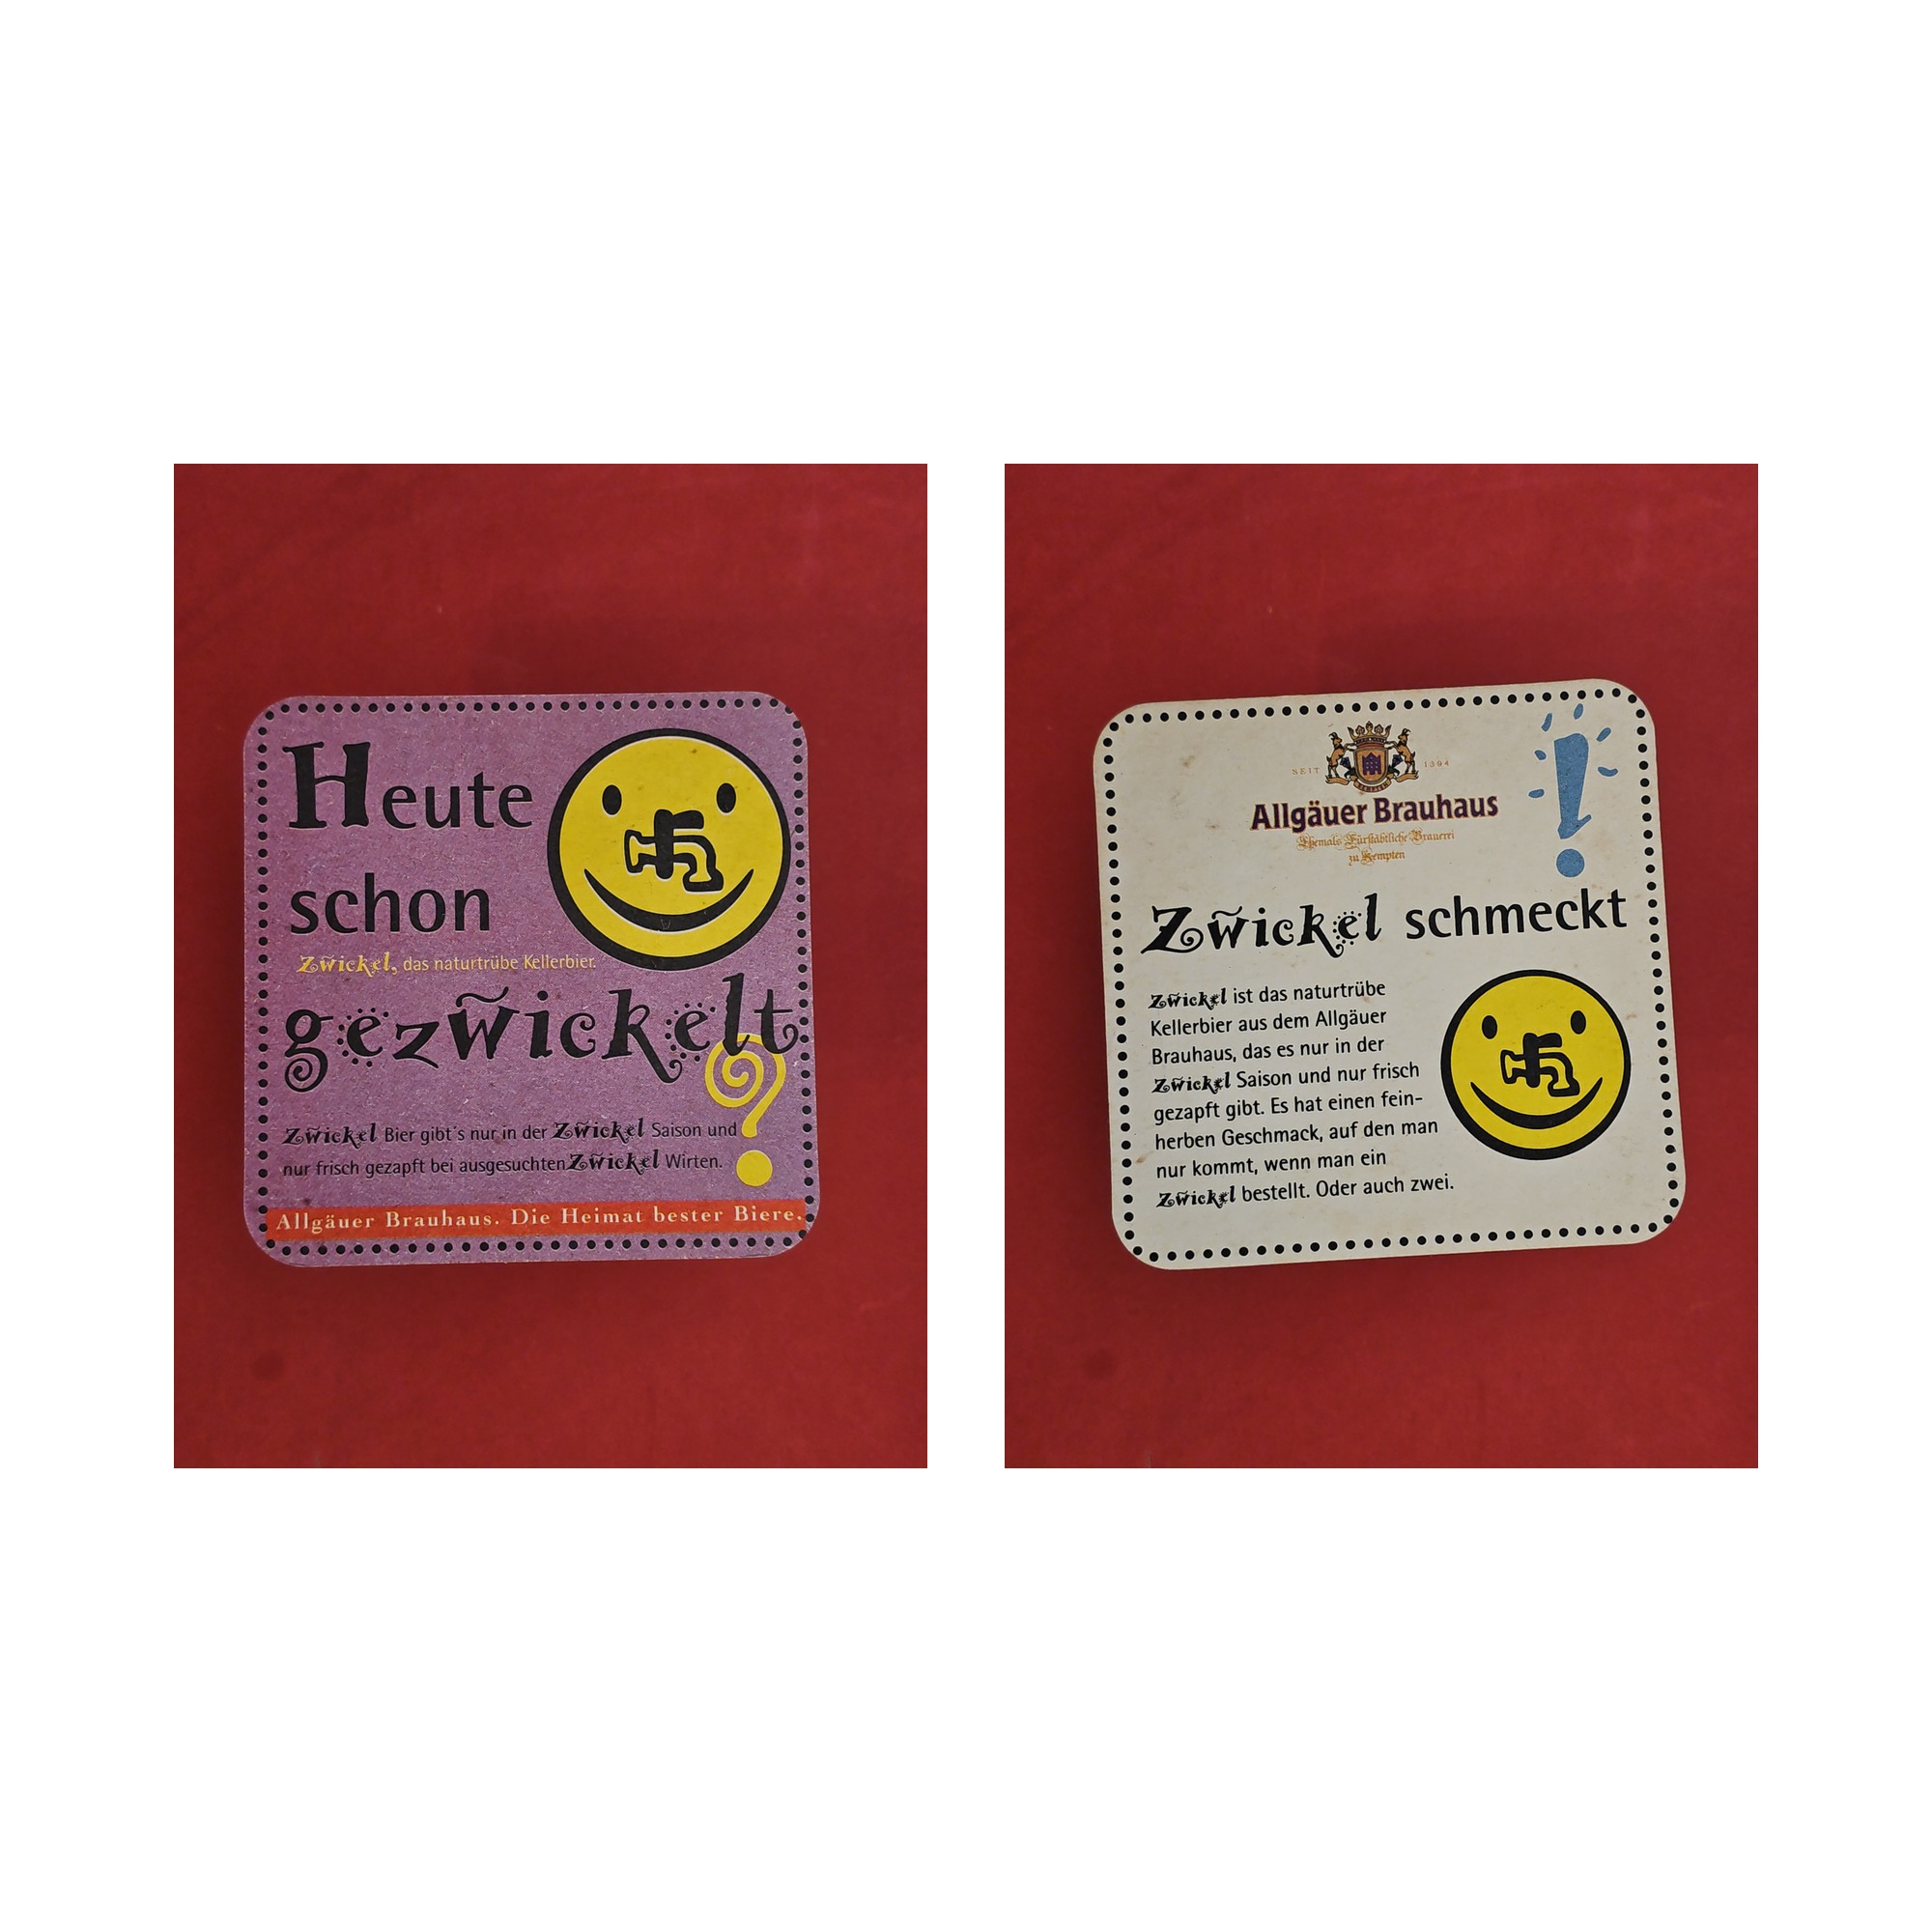 Heute
schon
Zwickel, das naturtrübe Kellerbier.
gezwickelt?
Zwickel Bier gibt's nur in der Zwickel Saison und
nur frisch gezapft bei ausgesuchten Zwickel Wirten.
Allgäuer Brauhaus. Die Heimat bester Biere.
SEIT 1394
Allgäuer Brauhaus
Ehemals Fürstäbtliche Brauerei
zu Kempten
!
Zwickel schmeckt
Zwickel ist das naturtrübe
Kellerbier aus dem Allgäuer
Brauhaus, das es nur in der
Zwickel Saison und nur frisch
gezapft gibt. Es hat einen fein-
herben Geschmack, auf den man
nur kommt, wenn man ein
Zwickel bestellt. Oder auch zwei.